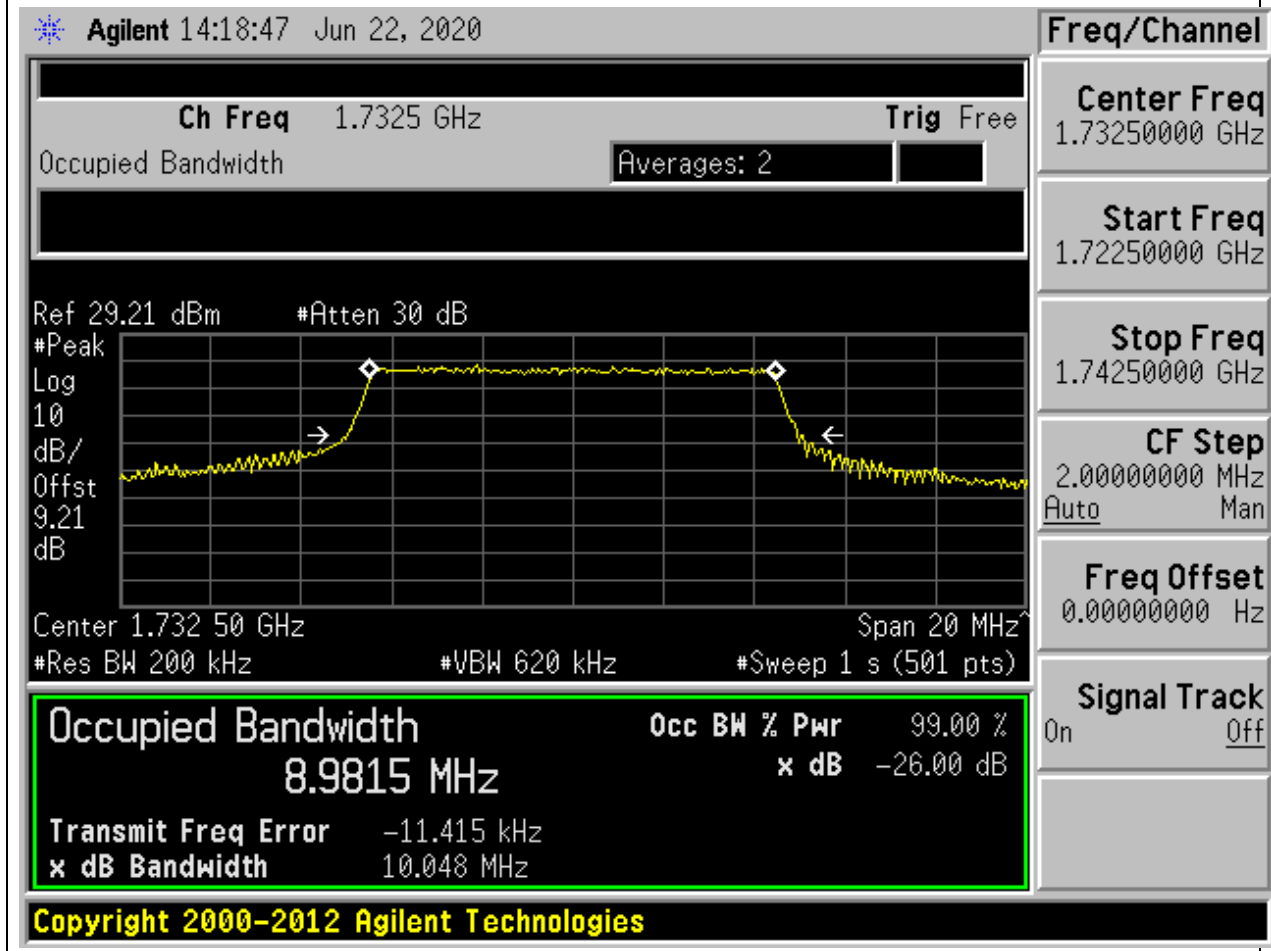 Agilent 14:18:47 Jun 22, 2020
Freq/Channel
Ch Freq 1.7325 GHz Trig Free
Occupied Bandwidth Averages: 2
Ref 29.21 dBm #Atten 30 dB
#Peak
Log
10
dB/
Offst
9.21
dB
Center 1.732 50 GHz Span 20 MHz^
#Res BW 200 kHz #VBW 620 kHz #Sweep 1 s (501 pts)
Occupied Bandwidth Occ BW % Pwr 99.00 %
8.9815 MHz x dB -26.00 dB
Transmit Freq Error -11.415 kHz
x dB Bandwidth 10.048 MHz
Copyright 2000-2012 Agilent Technologies
Center Freq
1.73250000 GHz
Start Freq
1.72250000 GHz
Stop Freq
1.74250000 GHz
CF Step
2.00000000 MHz
Auto Man
Freq Offset
0.00000000 Hz
Signal Track
On Off